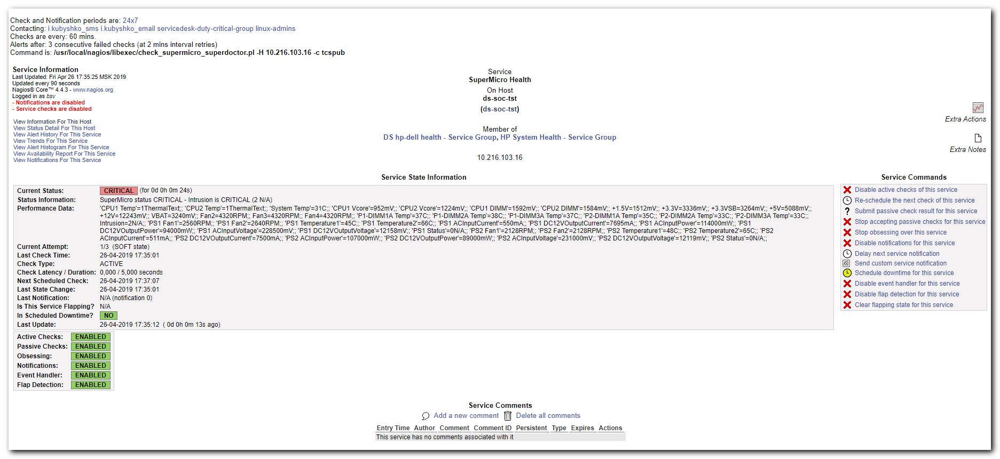 Check and Notification periods are: 24x7
Contacting: i.kubyshko_sms i.kubyshko_email servicedesk-duty-critical-group linux-admins
Checks are every: 60 mins.
Alerts after: 3 consecutive failed checks (at 2 mins interval retries)
Command is: /usr/local/nagios/libexec/check_supermicro_superdoctor.pl -H 10.216.103.16 -c tcspub
Service Information
Last Updated: Fri Apr 26 17:35:25 MSK 2019
Updated every 90 seconds
Nagios® Core™ 4.4.3 - www.nagios.org
Logged in as bsv
- Notifications are disabled
- Service checks are disabled
View Information For This Host
View Status Detail For This Host
View Alert History For This Service
View Trends For This Service
View Alert Histogram For This Service
View Availability Report For This Service
View Notifications For This Service
Service
SuperMicro Health
On Host
ds-soc-tst
(ds-soc-tst)
Member of
DS hp-dell health - Service Group, HP System Health - Service Group
10.216.103.16
Extra Actions
Extra Notes
Service State Information
Current Status: CRITICAL (for 0d 0h 0m 24s)
Status Information: SuperMicro status CRITICAL - Intrusion is CRITICAL (2 N/A)
Performance Data: 'CPU1 Temp'=1ThermalText;; 'CPU2 Temp'=1ThermalText;; 'System Temp'=31C;; 'CPU1 Vcore'=952mV;; 'CPU2 Vcore'=1224mV;; 'CPU1 DIMM'=1592mV;; 'CPU2 DIMM'=1584mV;; +1.5V=1512mV;; +3.3V=3336mV;; +3.3VSB=3264mV;; +5V=5088mV;;
+12V=12243mV;; VBAT=3240mV;; Fan2=4320RPM;; Fan3=4320RPM;; Fan4=4320RPM;; 'P1-DIMM1A Temp'=37C;; 'P1-DIMM2A Temp'=38C;; 'P1-DIMM3A Temp'=37C;; 'P2-DIMM1A Temp'=35C;; 'P2-DIMM2A Temp'=33C;; 'P2-DIMM3A Temp'=33C;;
Intrusion=2N/A;; 'PS1 Fan1'=2560RPM;; 'PS1 Fan2'=2640RPM;; 'PS1 Temperature1'=45C;; 'PS1 Temperature2'=66C;; 'PS1 ACInputCurrent'=550mA;; 'PS1 DC12VOutputCurrent'=7695mA;; 'PS1 ACInputPower'=114000mW;; 'PS1
DC12VOutputPower'=94000mW;; 'PS1 ACInputVoltage'=228500mV;; 'PS1 DC12VOutputVoltage'=12158mV;; 'PS1 Status'=0N/A;; 'PS2 Fan1'=2128RPM;; 'PS2 Fan2'=2128RPM;; 'PS2 Temperature1'=48C;; 'PS2 Temperature2'=65C;; 'PS2
ACInputCurrent'=511mA;; 'PS2 DC12VOutputCurrent'=7500mA;; 'PS2 ACInputPower'=107000mW;; 'PS2 DC12VOutputPower'=89000mW;; 'PS2 ACInputVoltage'=231000mV;; 'PS2 DC12VOutputVoltage'=12119mV;; 'PS2 Status'=0N/A;;
Current Attempt: 1/3 (SOFT state)
Last Check Time: 26-04-2019 17:35:01
Check Type: ACTIVE
Check Latency / Duration: 0,000 / 5,000 seconds
Next Scheduled Check: 26-04-2019 17:37:07
Last State Change: 26-04-2019 17:35:01
Last Notification: N/A (notification 0)
Is This Service Flapping? N/A
In Scheduled Downtime? NO
Last Update: 26-04-2019 17:35:12 ( 0d 0h 0m 13s ago)
Active Checks: ENABLED
Passive Checks: ENABLED
Obsessing: ENABLED
Notifications: ENABLED
Event Handler: ENABLED
Flap Detection: ENABLED
Service Commands
Disable active checks of this service
Re-schedule the next check of this service
? Submit passive check result for this service
Stop accepting passive checks for this service
Stop obsessing over this service
Disable notifications for this service
Delay next service notification
Send custom service notification
Schedule downtime for this service
Disable event handler for this service
Disable flap detection for this service
Clear flapping state for this service
Service Comments
Add a new comment Delete all comments
Entry Time Author Comment Comment ID Persistent Type Expires Actions
This service has no comments associated with it